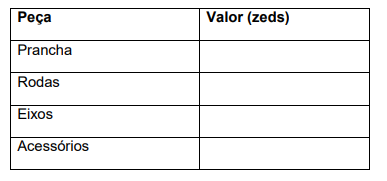 Peça Valor (zeds)
Prancha
Rodas
Eixos
Acessórios